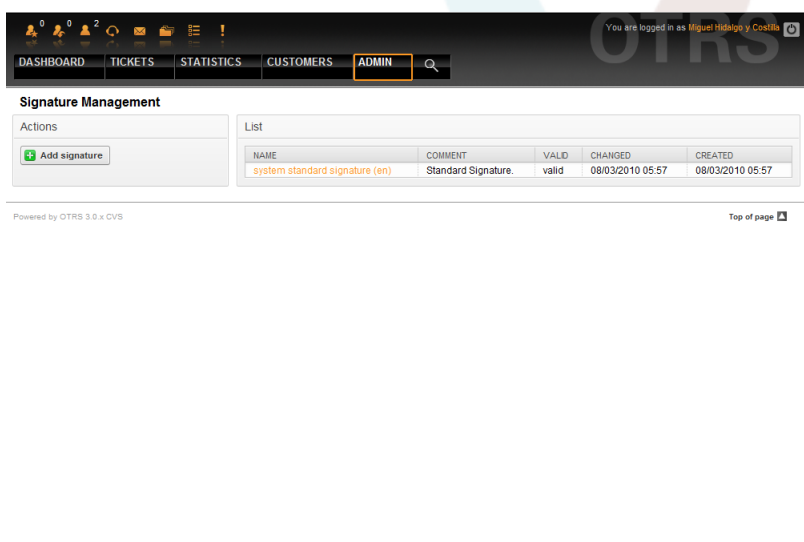 0 0 2
You are logged in as Miguel Hidalgo y Costilla
OTRS
DASHBOARD TICKETS STATISTICS CUSTOMERS ADMIN
Signature Management
Actions
Add signature
List
NAME COMMENT VALID CHANGED CREATED
system standard signature (en) Standard Signature. valid 08/03/2010 05:57 08/03/2010 05:57
Powered by OTRS 3.0.x CVS
Top of page